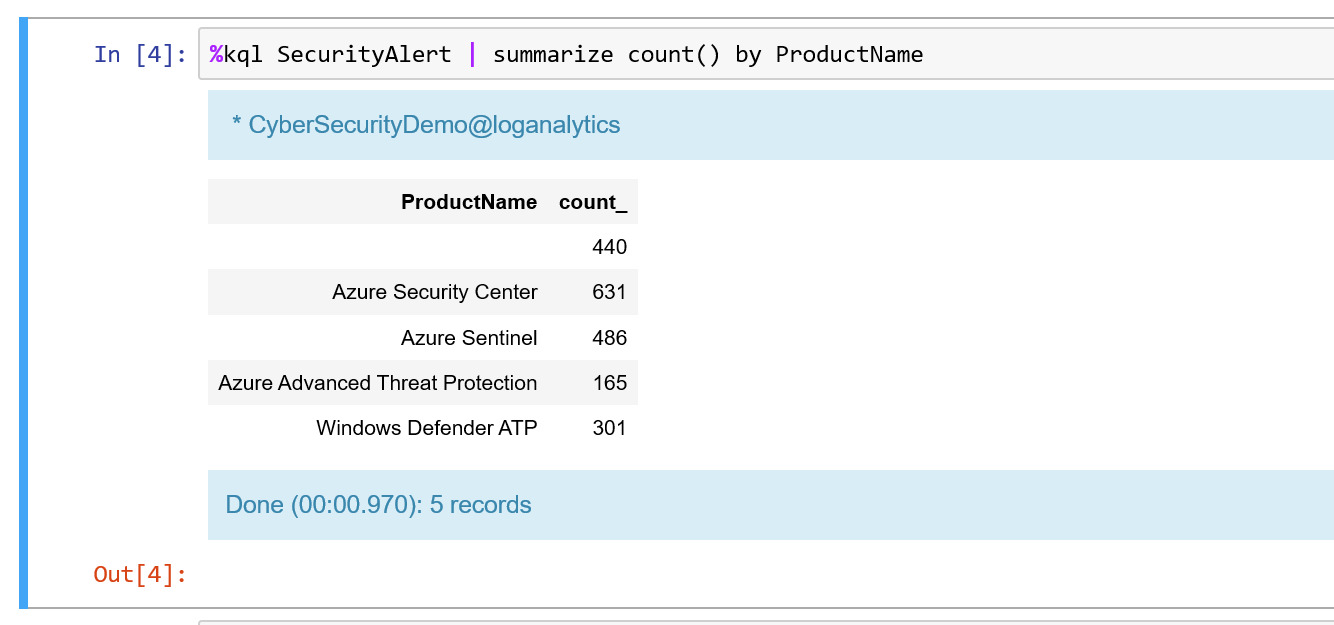 In [4]: %kql SecurityAlert | summarize count() by ProductName
* CyberSecurityDemo@loganalytics
ProductName count_
440
Azure Security Center 631
Azure Sentinel 486
Azure Advanced Threat Protection 165
Windows Defender ATP 301
Done (00:00.970): 5 records
Out[4]: